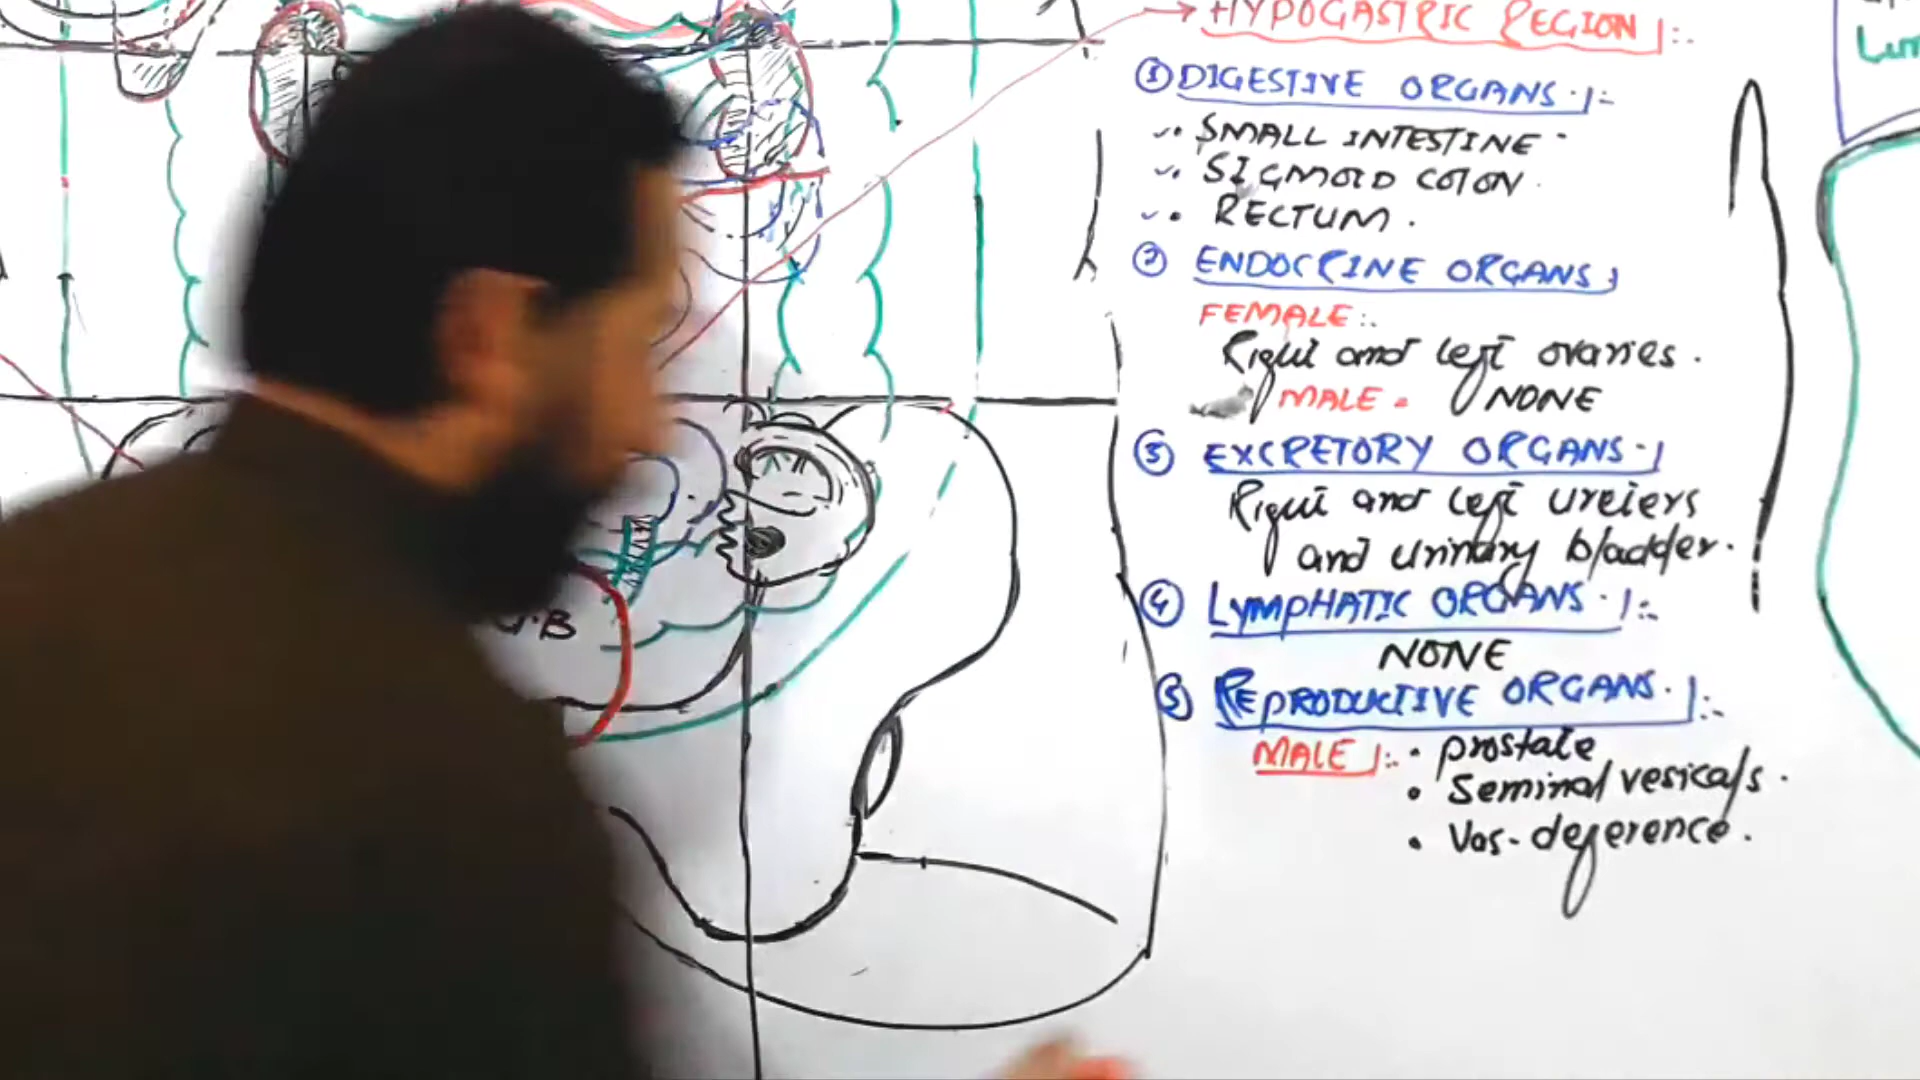 HYPOGASTRIC REGION
① DIGESTIVE ORGANS
• SMALL INTESTINE
• SIGMOID COLON
• RECTUM.
② ENDOCRINE ORGANS
FEMALE:.
Right and left ovaries.
MALE = NONE
③ EXCRETORY ORGANS
Right and left ureters
and urinary bladder.
④ LYMPHATIC ORGANS
NONE
⑤ REPRODUCTIVE ORGANS.
MALE • prostate
• Seminal vesicals.
• Vas-deference.